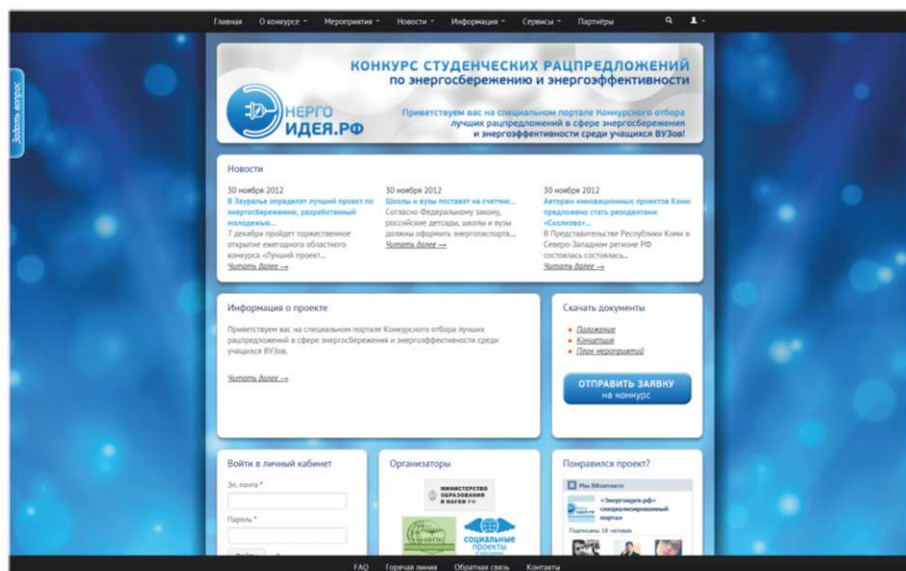 Главная О конкурсе Мероприятия Новости Информация Сервисы Партнёры
Задать вопрос
КОНКУРС СТУДЕНЧЕСКИХ РАЦПРЕДЛОЖЕНИЙ
по энергосбережению и энергоэффективности
НЕРГО
ИДЕЯ.РФ
Приветствуем вас на специальном портале Конкурсного отбора
лучших рацпредложений в сфере энергосбережения
и энергоэффективности среди учащихся ВУЗов!
Новости
30 ноября 2012
В Зауралье определят лучший проект по
энергосбережению, разработанный
молодежью...
7 декабря пройдет торжественное
открытие ежегодного областного
конкурса «Лучший проект...
Читать далее →
30 ноября 2012
Школы и вузы поставят на счетчик...
Согласно Федеральному закону,
российские детсады, школы и вузы
должны оформить энергопаспорта...
Читать далее →
30 ноября 2012
Авторам инновационных проектов Коми
предложено стать резидентами
«Сколково»...
В Представительстве Республики Коми в
Северо-Западном регионе РФ
состоялась состоялась...
Читать далее →
Информация о проекте
Приветствуем вас на специальном портале Конкурсного отбора лучших
рацпредложений в сфере энергосбережения и энергоэффективности среди
учащихся ВУЗов.
Читать далее →
Скачать документы
Положение
Концепция
План мероприятий
ОТПРАВИТЬ ЗАЯВКУ
на конкурс
Войти в личный кабинет
Эл. почта *
Пароль *
Организаторы
МИНИСТЕРСТВО
ОБРАЗОВАНИЯ
И НАУКИ РФ
НФПК
СОЦИАЛЬНЫЕ
ПРОЕКТЫ
Понравился проект?
Мы ВКонтакте
«Энергоидея.рф»
специализированный
портал
Подписаны 18 человек
FAQ Горячая линия Обратная связь Контакты